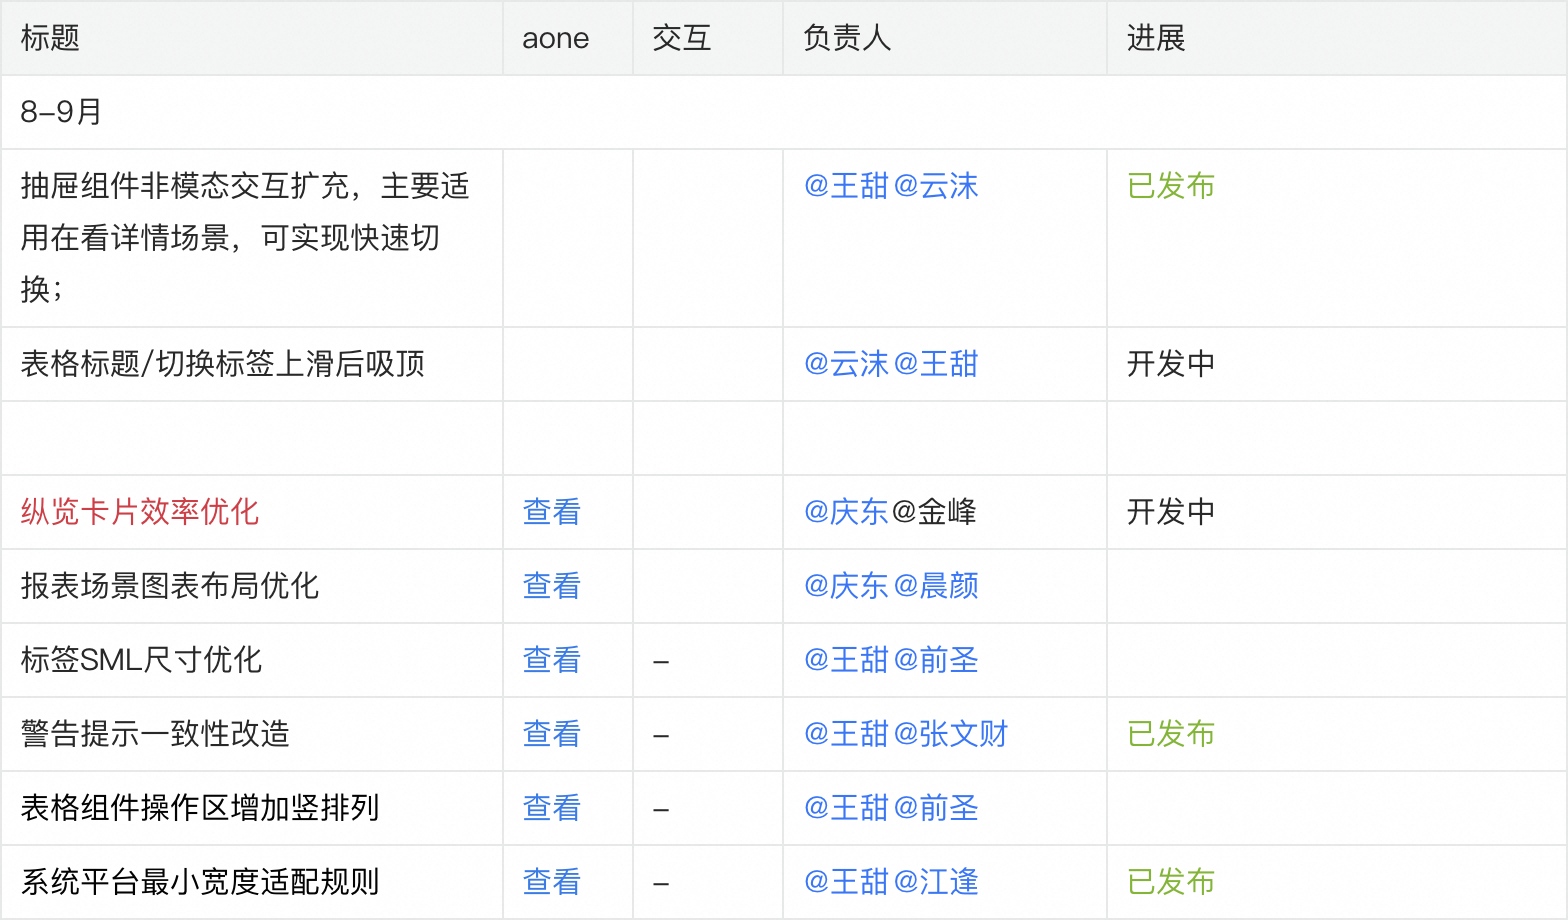 标题 aone 交互 负责人 进展
8–9月
抽屉组件非模态交互扩充，主要适 @王甜@云沫 已发布
用在看详情场景，可实现快速切
换；
表格标题/切换标签上滑后吸顶 @云沫@王甜 开发中
纵览卡片效率优化 查看 @庆东@金峰 开发中
报表场景图表布局优化 查看 @庆东@晨颜
标签SML尺寸优化 查看 – @王甜@前圣
警告提示一致性改造 查看 – @王甜@张文财 已发布
表格组件操作区增加竖排列 查看 – @王甜@前圣
系统平台最小宽度适配规则 查看 – @王甜@江逢 已发布